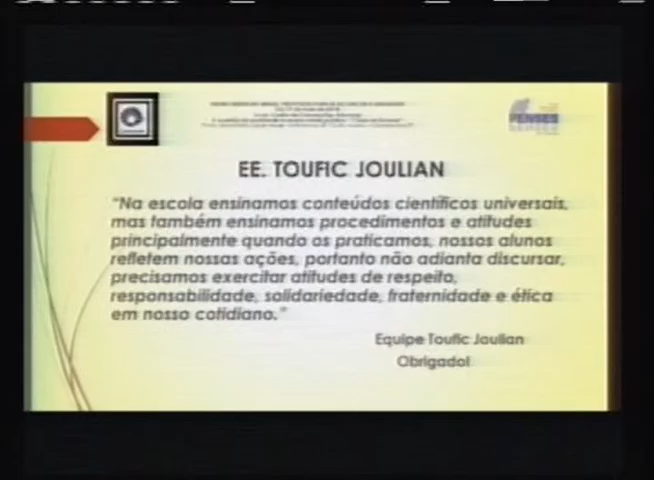 PENSES
EE. TOUFIC JOULIAN
"Na escola ensinamos conteúdos científicos universais,
mas também ensinamos procedimentos e atitudes
principalmente quando os praticamos, nossos alunos
refletem nossas ações, portanto não adianta discursar,
precisamos exercitar atitudes de respeito,
responsabilidade, solidariedade, fraternidade e ética
em nosso cotidiano."
Equipe Toufic Joulian
Obrigado!